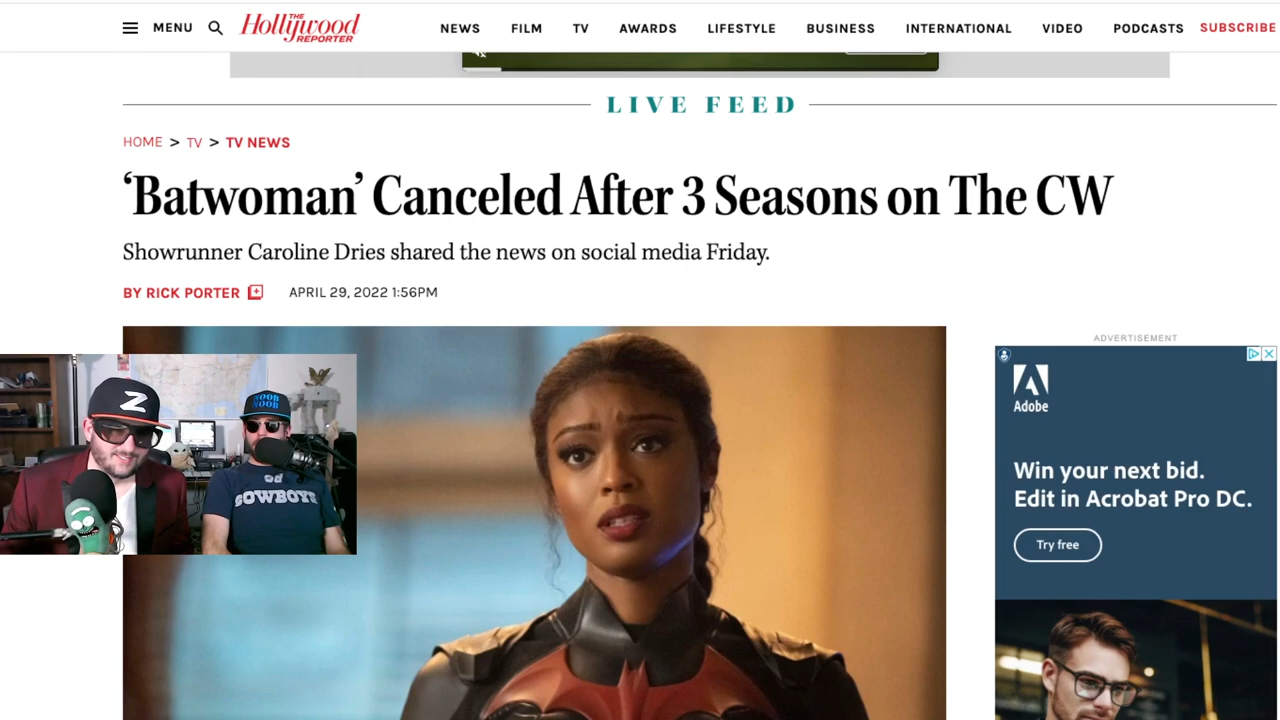 MENU
THE
Hollywood
REPORTER
NEWS FILM TV AWARDS LIFESTYLE BUSINESS INTERNATIONAL VIDEO PODCASTS SUBSCRIBE
LIVE FEED
HOME > TV > TV NEWS
‘Batwoman’ Canceled After 3 Seasons on The CW
Showrunner Caroline Dries shared the news on social media Friday.
BY RICK PORTER APRIL 29, 2022 1:56PM
ADVERTISEMENT
Adobe
Win your next bid.
Edit in Acrobat Pro DC.
Try free
Z
NOOB
NOOB
COWBOYS